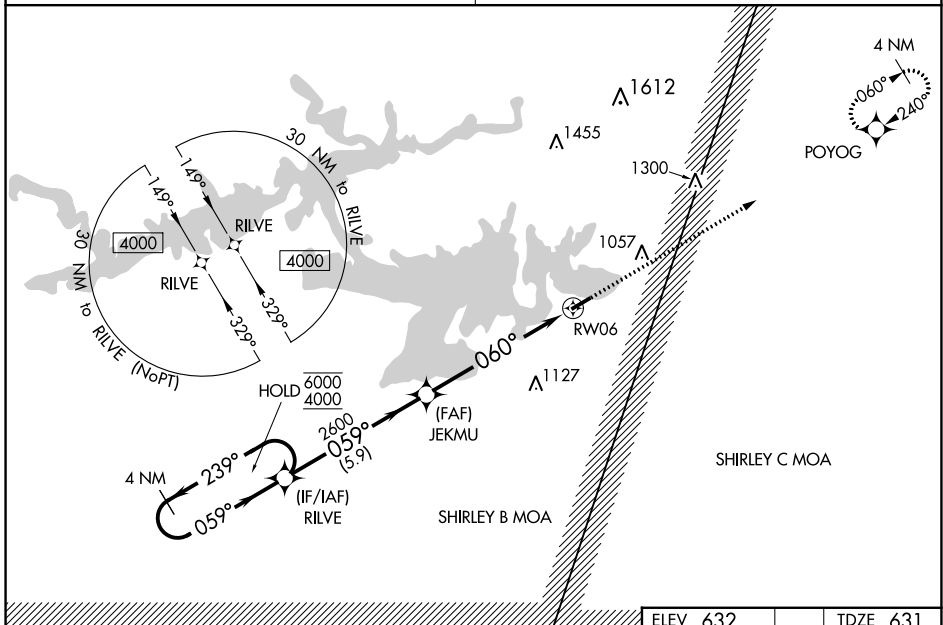 4 NM
060°
240°
POYOG
1612
1455
1300
1057
30 NM to RILVE
149°
149°
RILVE
4000
4000
RILVE
329°
329°
30 NM to RILVE (NoPT)
RW06
060°
1127
HOLD 6000
4000
2600
059°
(5.9)
(FAF)
JEKMU
4 NM
239°
059°
(IF/IAF)
RILVE
SHIRLEY C MOA
SHIRLEY B MOA
ELEV 632
TDZE 631